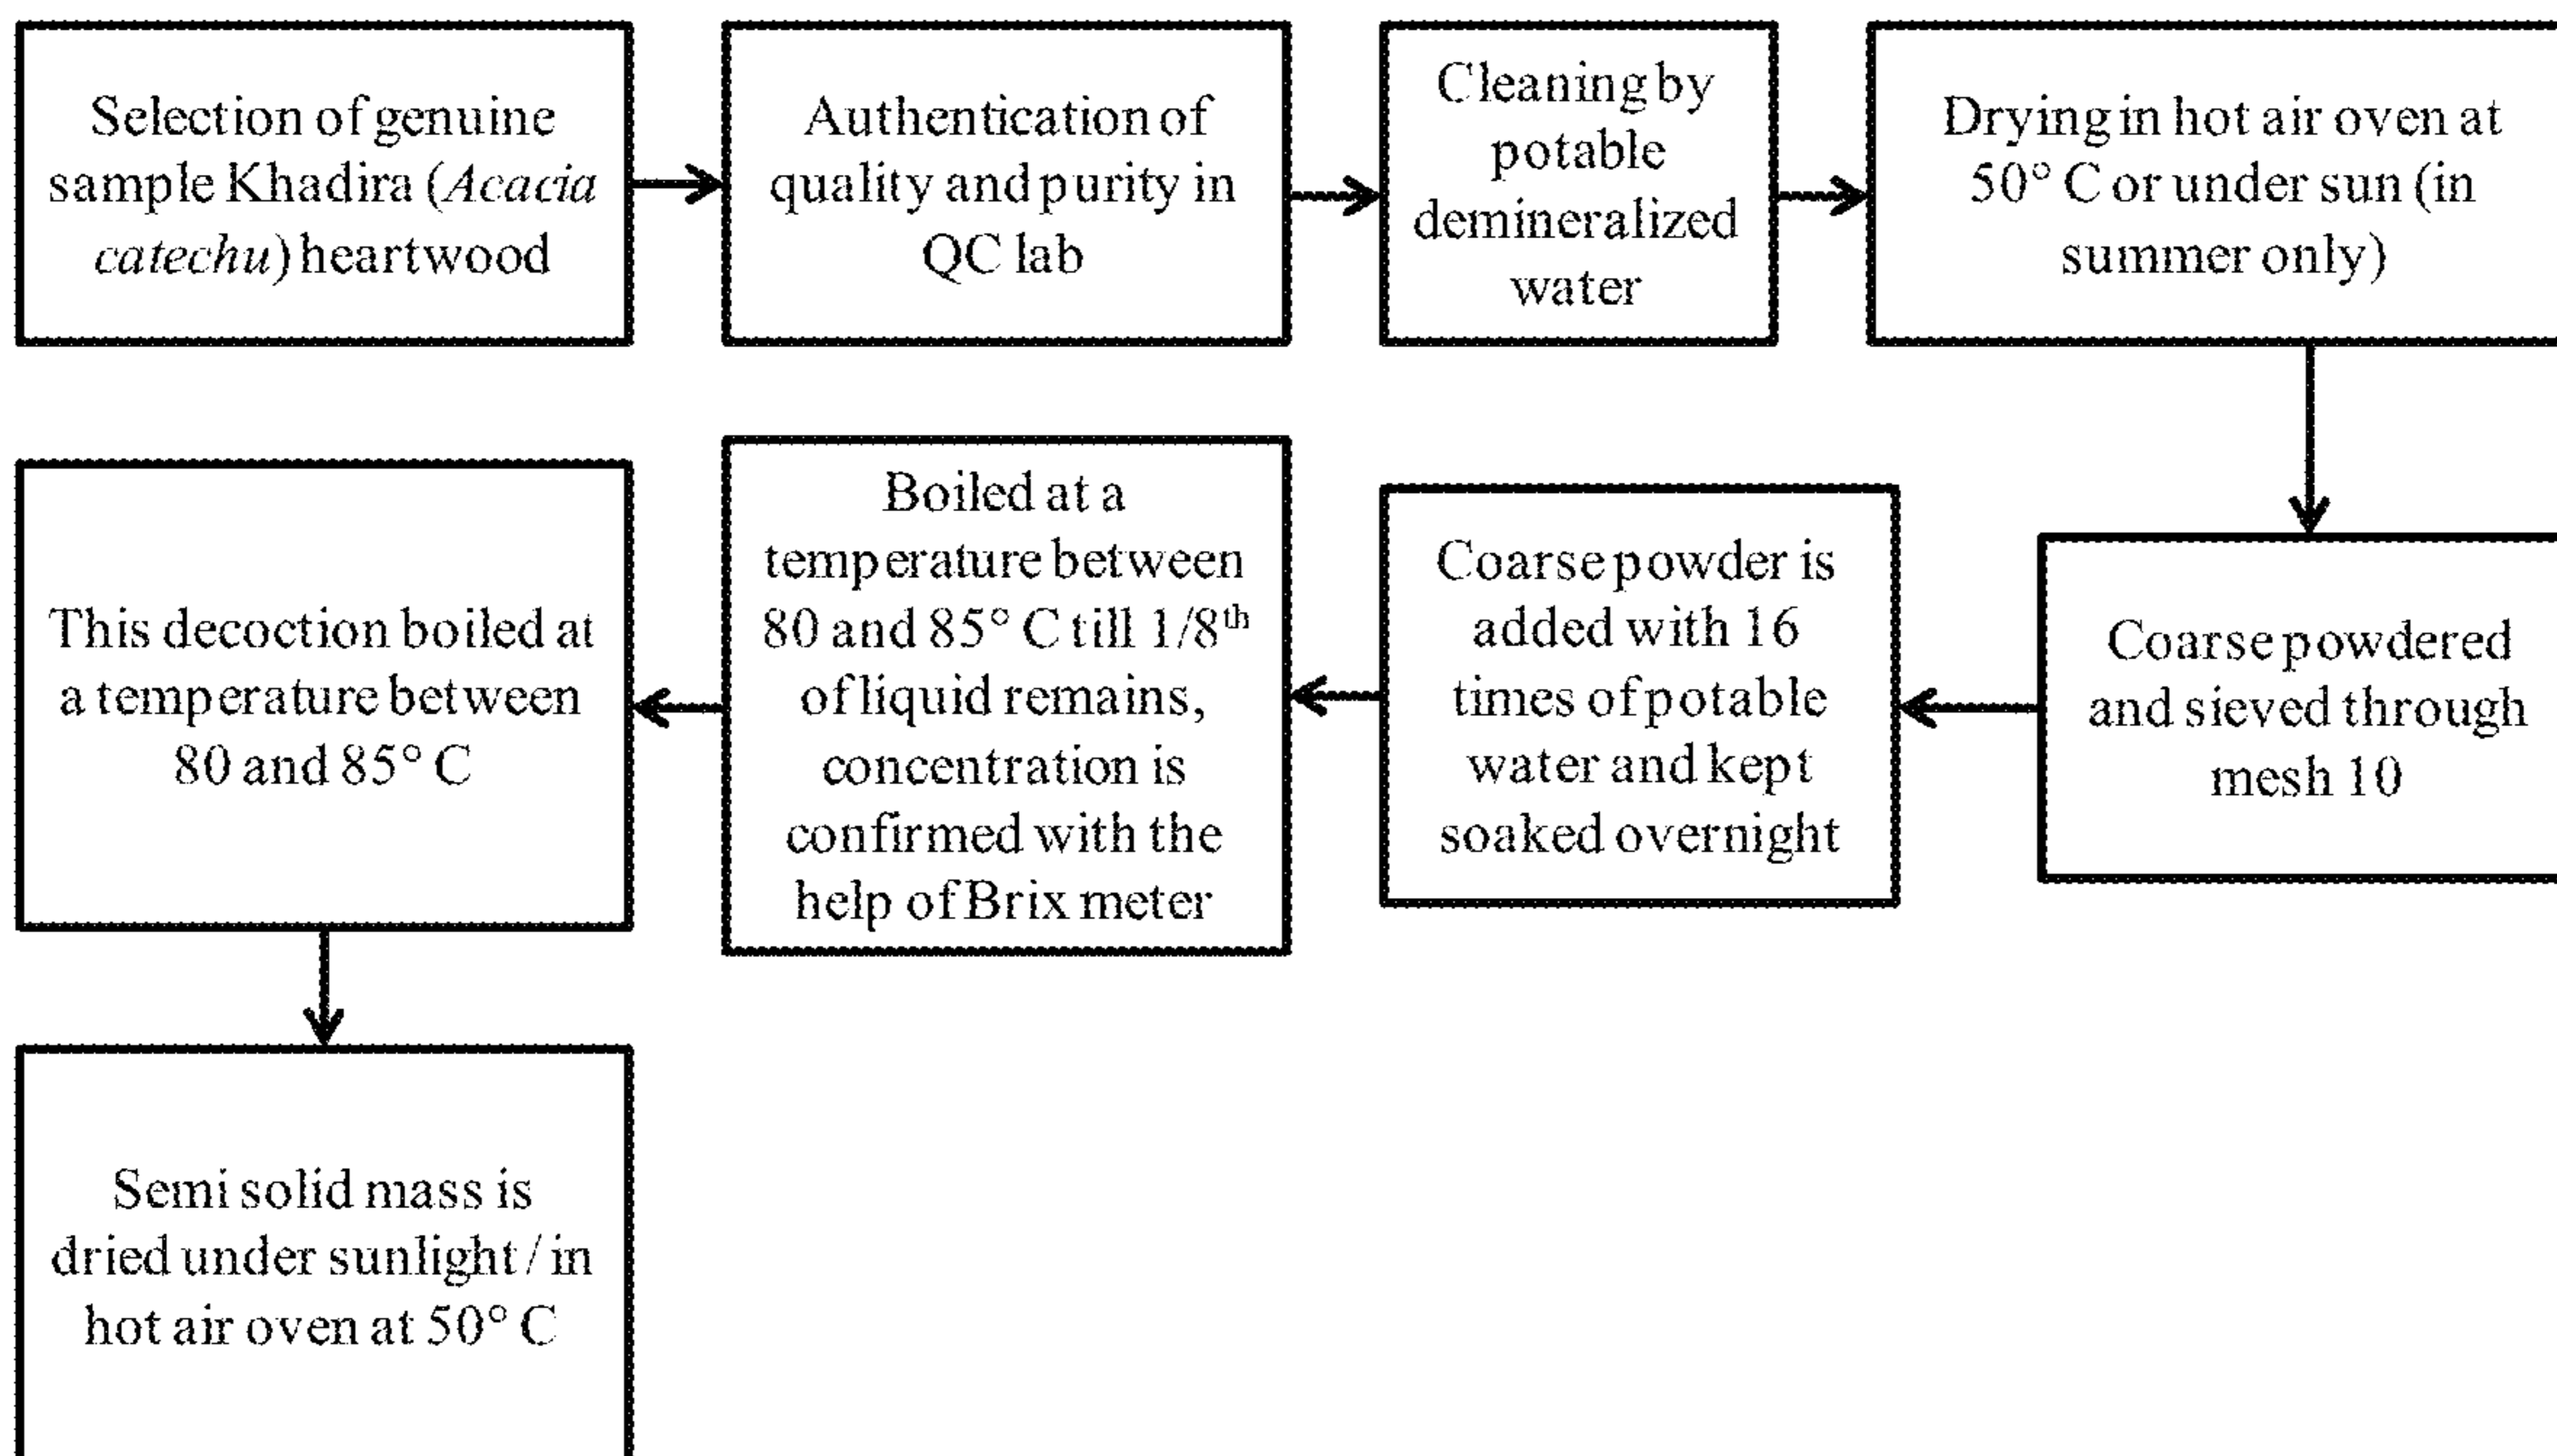 Selection of genuine
sample Khadira (Acacia
catechu) heartwood
Authentication of
quality and purity in
QC lab
Cleaning by
potable
demineralized
water
Drying in hot air oven at
50° C or under sun (in
summer only)
Coarse powdered
and sieved through
mesh 10
Coarse powder is
added with 16
times of potable
water and kept
soaked overnight
Boiled at a
temperature between
80 and 85° C till 1/8th
of liquid remains,
concentration is
confirmed with the
help of Brix meter
This decoction boiled at
a temperature between
80 and 85° C
Semi solid mass is
dried under sunlight / in
hot air oven at 50° C